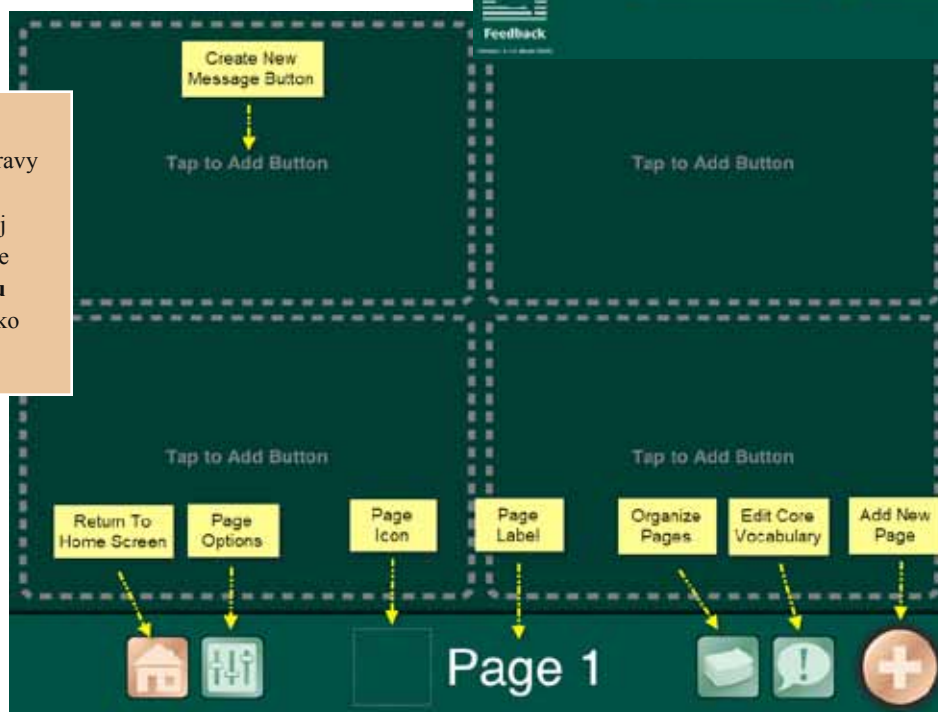 Feedback
Create New
Message Button
Tap to Add Button
Tap to Add Button
ravy
j
e
u
ko
Tap to Add Button
Tap to Add Button
Return To
Home Screen
Page
Options
Page
Icon
Page
Label
Organize
Pages
Edit Core
Vocabulary
Add New
Page
Page 1